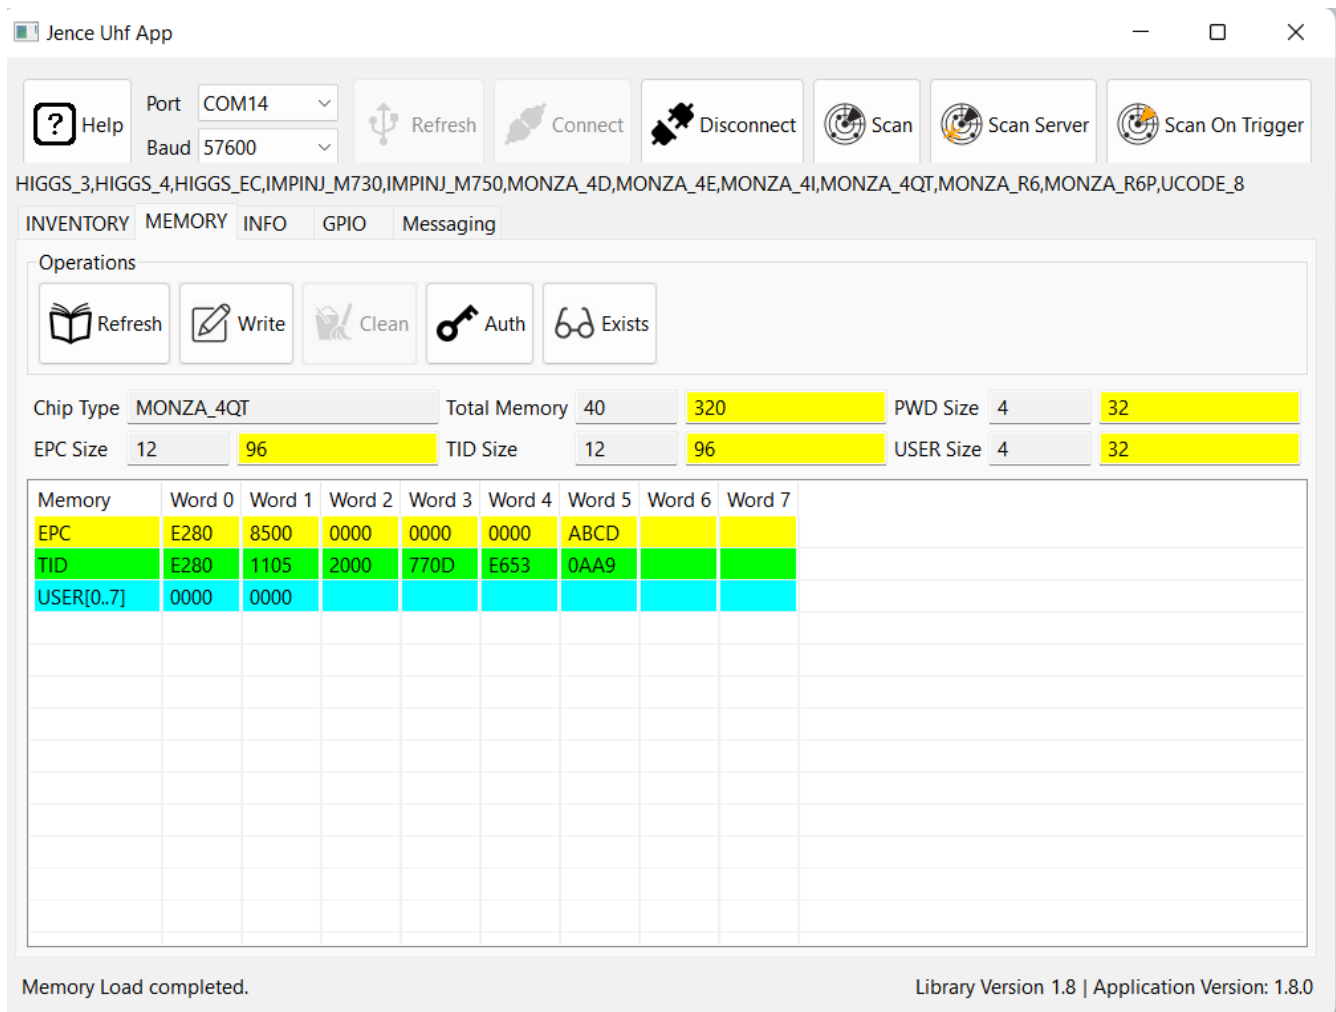 Jence Uhf App
Help Port COM14 Refresh Connect Disconnect Scan Scan Server Scan On Trigger
Baud 57600
HIGGS_3,HIGGS_4,HIGGS_EC,IMPINJ_M730,IMPINJ_M750,MONZA_4D,MONZA_4E,MONZA_4I,MONZA_4QT,MONZA_R6,MONZA_R6P,UCODE_8
INVENTORY MEMORY INFO GPIO Messaging
Operations
Refresh Write Clean Auth Exists
Chip Type MONZA_4QT Total Memory 40 320 PWD Size 4 32
EPC Size 12 96 TID Size 12 96 USER Size 4 32
Memory Word 0 Word 1 Word 2 Word 3 Word 4 Word 5 Word 6 Word 7
EPC E280 8500 0000 0000 0000 ABCD
TID E280 1105 2000 770D E653 0AA9
USER[0..7] 0000 0000
Memory Load completed. Library Version 1.8 | Application Version: 1.8.0